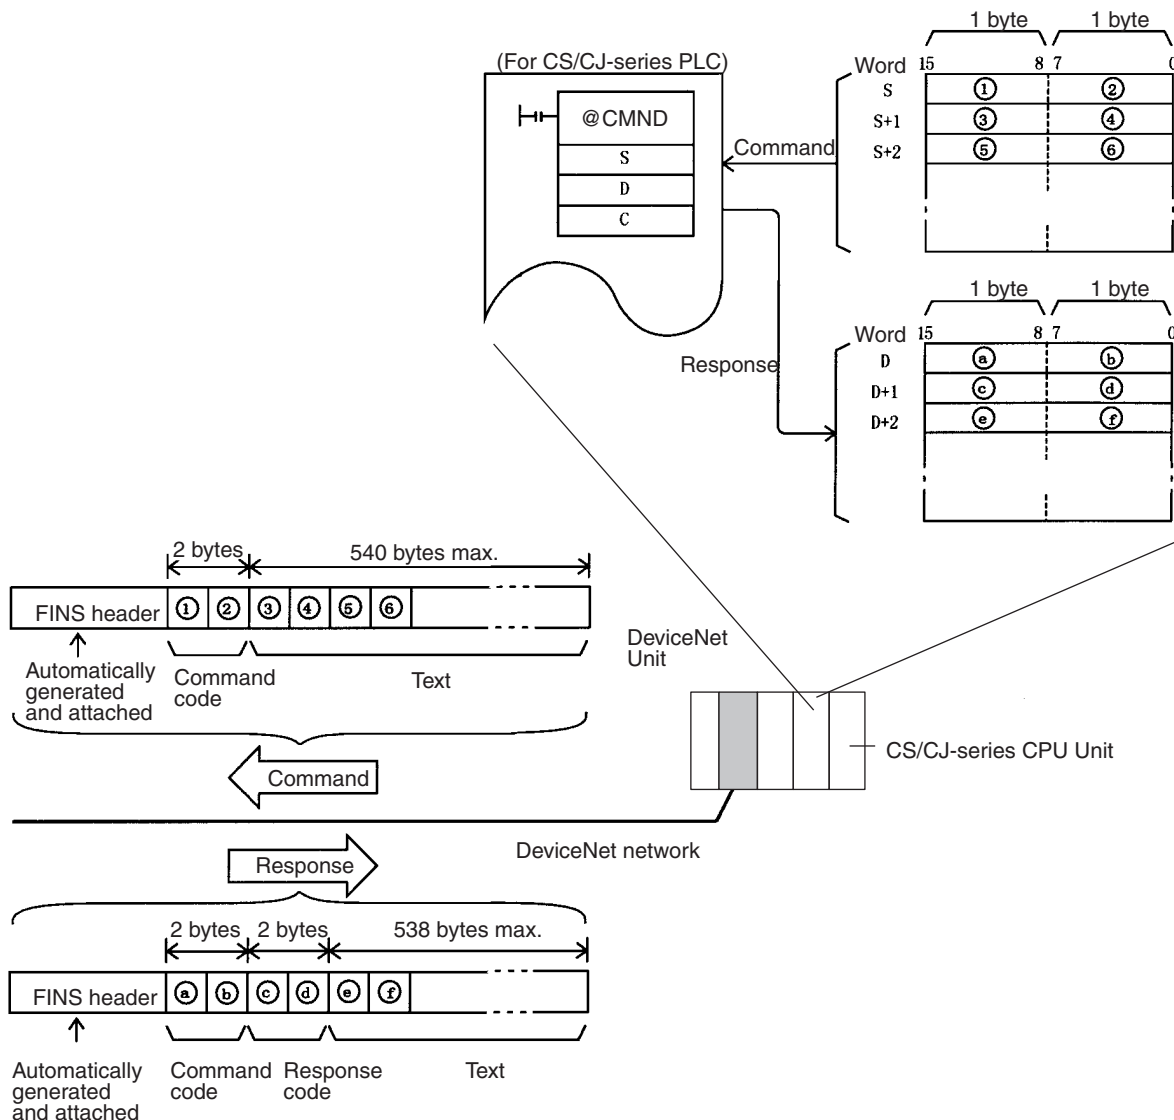 1 byte 1 byte
(For CS/CJ-series PLC)
Word 15 8 7 0
S ① ②
S+1 ③ ④
S+2 ⑤ ⑥
@CMND
S
D
C
Command
1 byte 1 byte
Word 15 8 7 0
D ⓐ ⓑ
D+1 ⓒ ⓓ
D+2 ⓔ ⓕ
Response
2 bytes 540 bytes max.
FINS header ① ② ③ ④ ⑤ ⑥
Automatically
generated
and attached
Command
code
Text
DeviceNet
Unit
CS/CJ-series CPU Unit
Command
DeviceNet network
Response
2 bytes 2 bytes 538 bytes max.
FINS header ⓐ ⓑ ⓒ ⓓ ⓔ ⓕ
Automatically
generated
and attached
Command
code
Response
code
Text